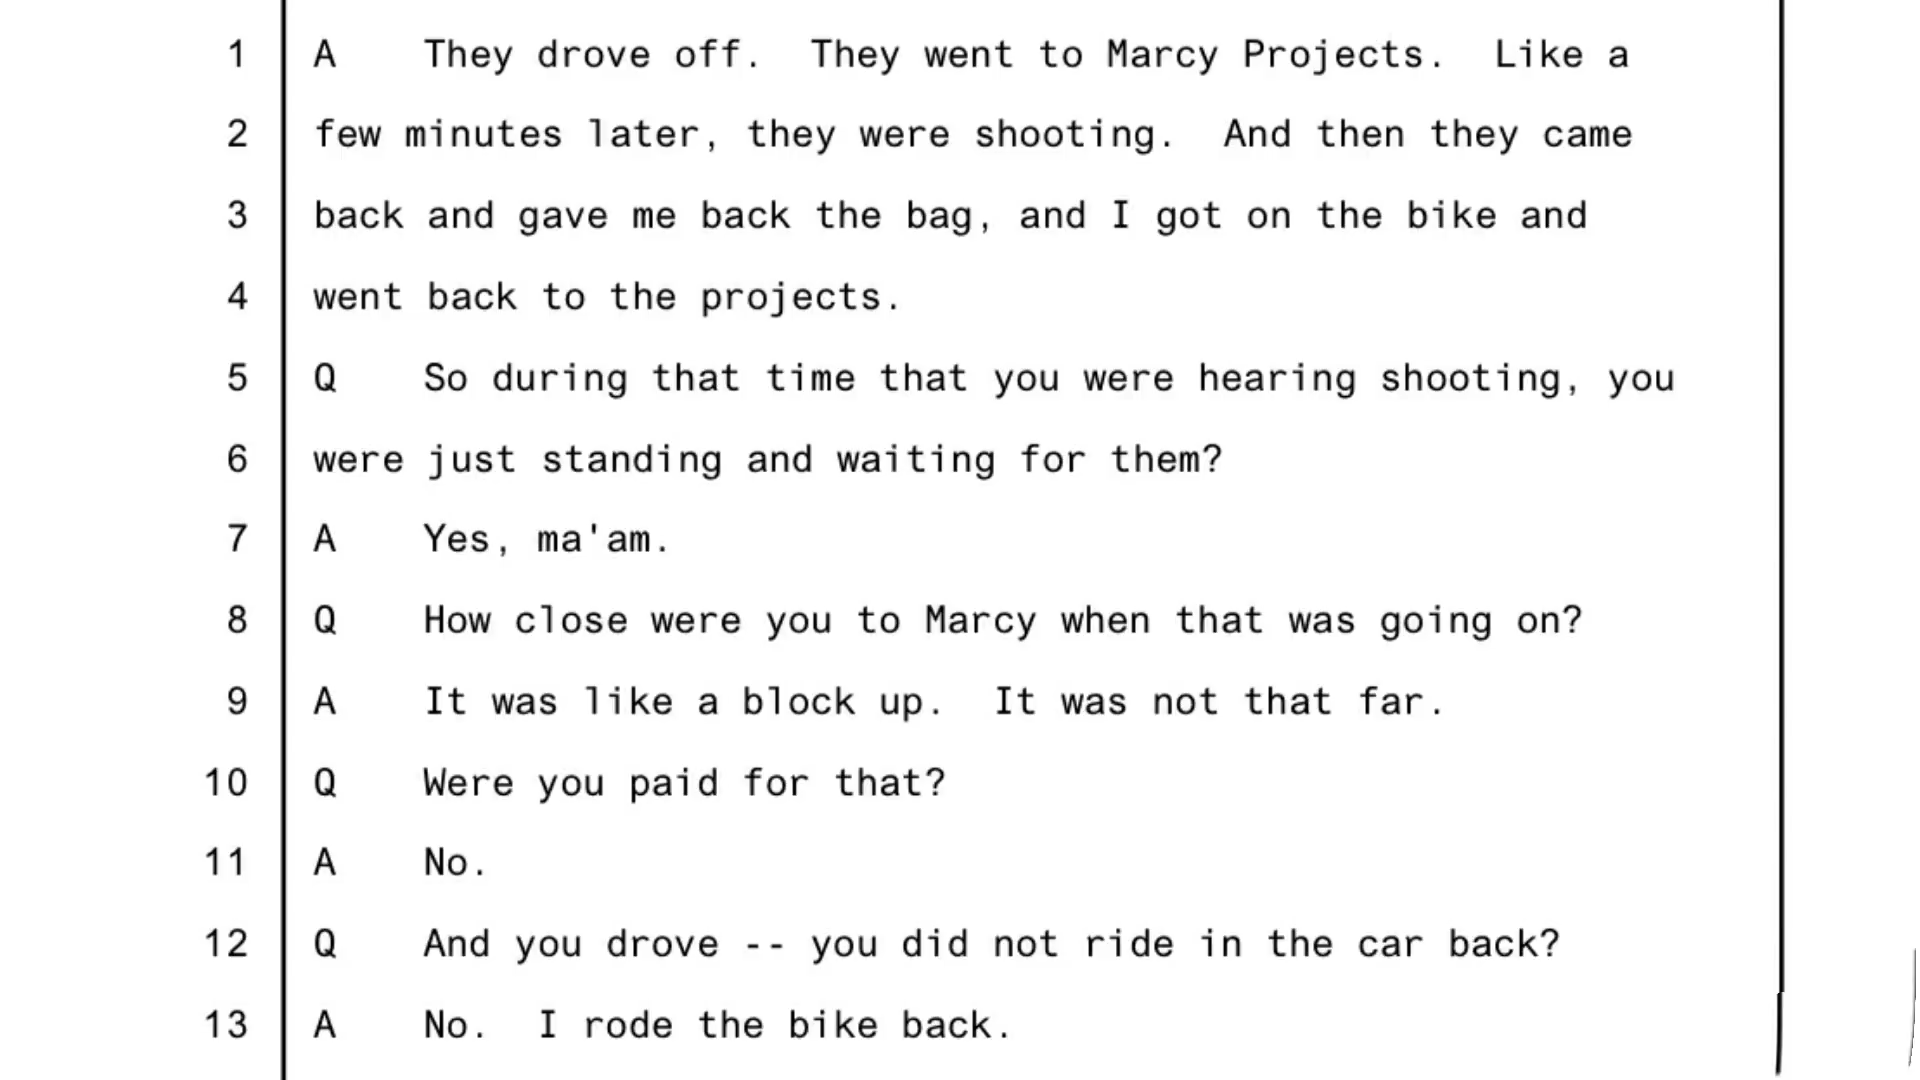 1 A They drove off. They went to Marcy Projects. Like a
2 few minutes later, they were shooting. And then they came
3 back and gave me back the bag, and I got on the bike and
4 went back to the projects.
5 Q So during that time that you were hearing shooting, you
6 were just standing and waiting for them?
7 A Yes, ma'am.
8 Q How close were you to Marcy when that was going on?
9 A It was like a block up. It was not that far.
10 Q Were you paid for that?
11 A No.
12 Q And you drove -- you did not ride in the car back?
13 A No. I rode the bike back.